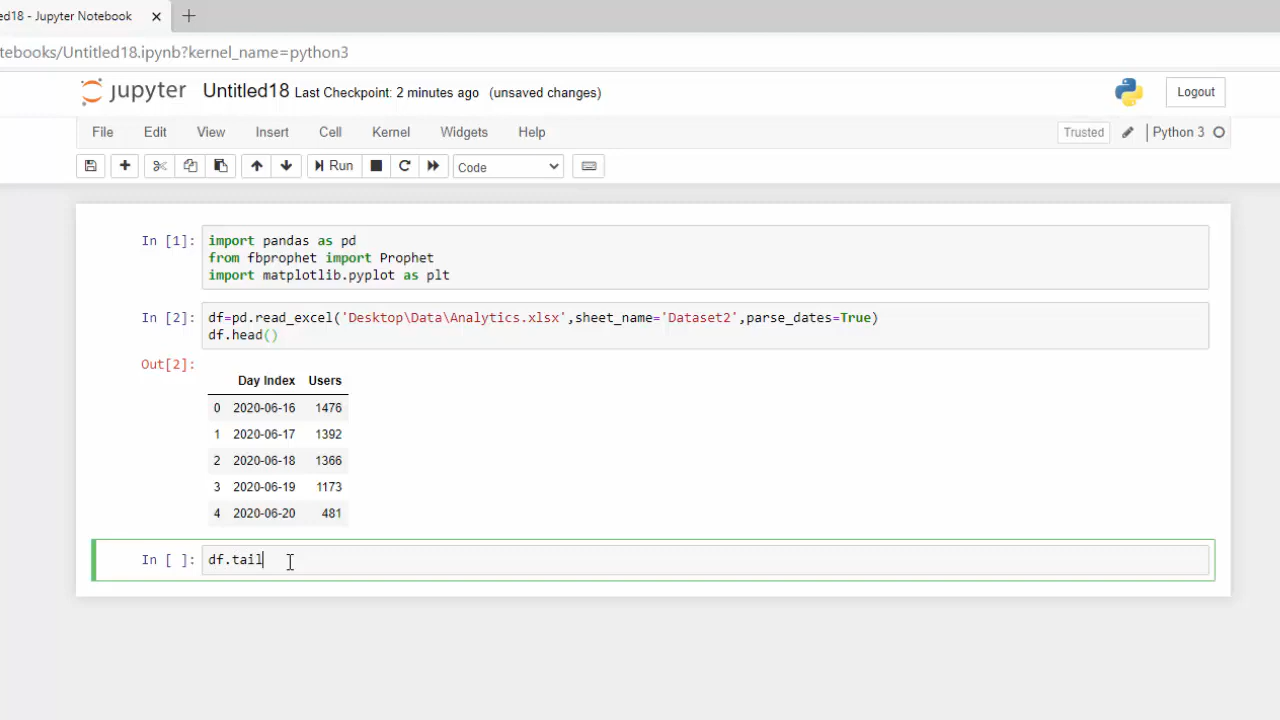 ed18 - Jupyter Notebook
tebooks/Untitled18.ipynb?kernel_name=python3
jupyter Untitled18 Last Checkpoint: 2 minutes ago (unsaved changes) Logout
File Edit View Insert Cell Kernel Widgets Help Trusted Python 3
Run Code
In [1]: import pandas as pd
from fbprophet import Prophet
import matplotlib.pyplot as plt
In [2]: df=pd.read_excel('Desktop\Data\Analytics.xlsx',sheet_name='Dataset2',parse_dates=True)
df.head()
Out[2]:
Day Index Users
0 2020-06-16 1476
1 2020-06-17 1392
2 2020-06-18 1366
3 2020-06-19 1173
4 2020-06-20 481
In [ ]: df.tail